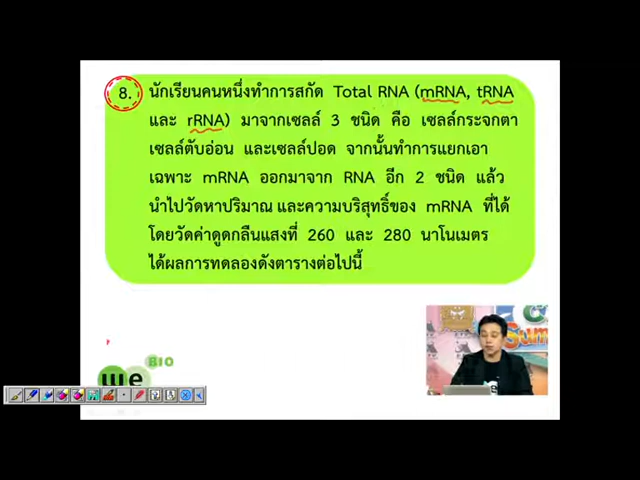 8. นักเรียนคนหนึ่งทำการสกัด Total RNA (mRNA, tRNA
และ rRNA) มาจากเซลล์ 3 ชนิด คือ เซลล์กระจกตา
เซลล์ตับอ่อน และเซลล์ปอด จากนั้นทำการแยกเอา
เฉพาะ mRNA ออกมาจาก RNA อีก 2 ชนิด แล้ว
นำไปวัดหาปริมาณ และความบริสุทธิ์ของ mRNA ที่ได้
โดยวัดค่าดูดกลืนแสงที่ 260 และ 280 นาโนเมตร
ได้ผลการทดลองดังตารางต่อไปนี้
BIO
we